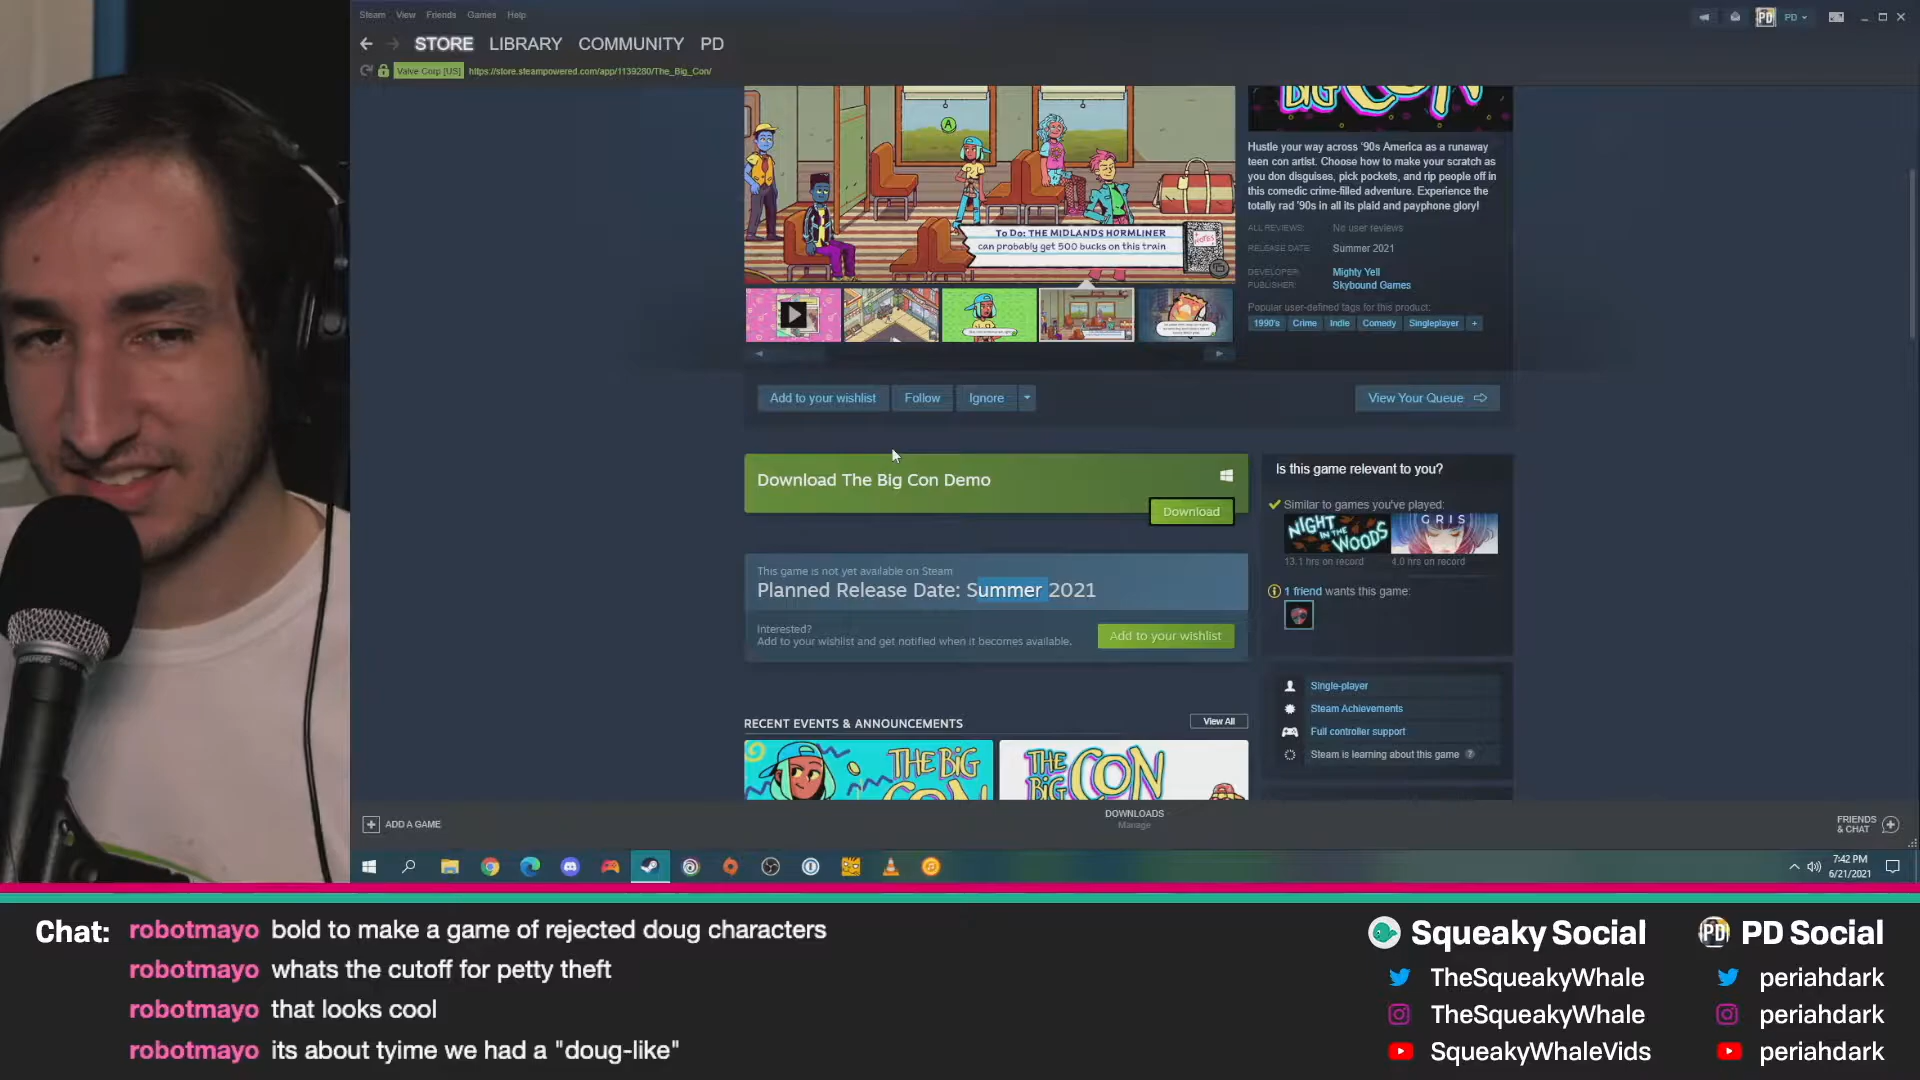 Steam View Friends Games Help
PD
STORE LIBRARY COMMUNITY PD
Valve Corp [US] https://store.steampowered.com/app/1139280/The_Big_Con/
BIG CON
A
To Do: THE MIDLANDS HORMLINER
can probably get 500 bucks on this train
NOTES
Hustle your way across '90s America as a runaway
teen con artist. Choose how to make your scratch as
you don disguises, pick pockets, and rip people off in
this comedic crime-filled adventure. Experience the
totally rad '90s in all its plaid and payphone glory!
ALL REVIEWS: No user reviews
RELEASE DATE: Summer 2021
DEVELOPER: Mighty Yell
PUBLISHER: Skybound Games
Popular user-defined tags for this product:
1990's Crime Indie Comedy Singleplayer +
Add to your wishlist Follow Ignore
View Your Queue
Download The Big Con Demo
Download
This game is not yet available on Steam
Planned Release Date: Summer 2021
Interested?
Add to your wishlist and get notified when it becomes available.
Add to your wishlist
Is this game relevant to you?
Similar to games you've played:
NIGHT IN THE WOODS GRIS
13.1 hrs on record 4.0 hrs on record
1 friend wants this game:
Single-player
Steam Achievements
Full controller support
Steam is learning about this game ?
RECENT EVENTS & ANNOUNCEMENTS View All
THE BIG CON
THE BIG CON
ADD A GAME
DOWNLOADS
Manage
FRIENDS
& CHAT
7:42 PM
6/21/2021
Chat: robotmayo bold to make a game of rejected doug characters
robotmayo whats the cutoff for petty theft
robotmayo that looks cool
robotmayo its about tyime we had a "doug-like"
Squeaky Social
TheSqueakyWhale
TheSqueakyWhale
SqueakyWhaleVids
PD PD Social
periahdark
periahdark
periahdark